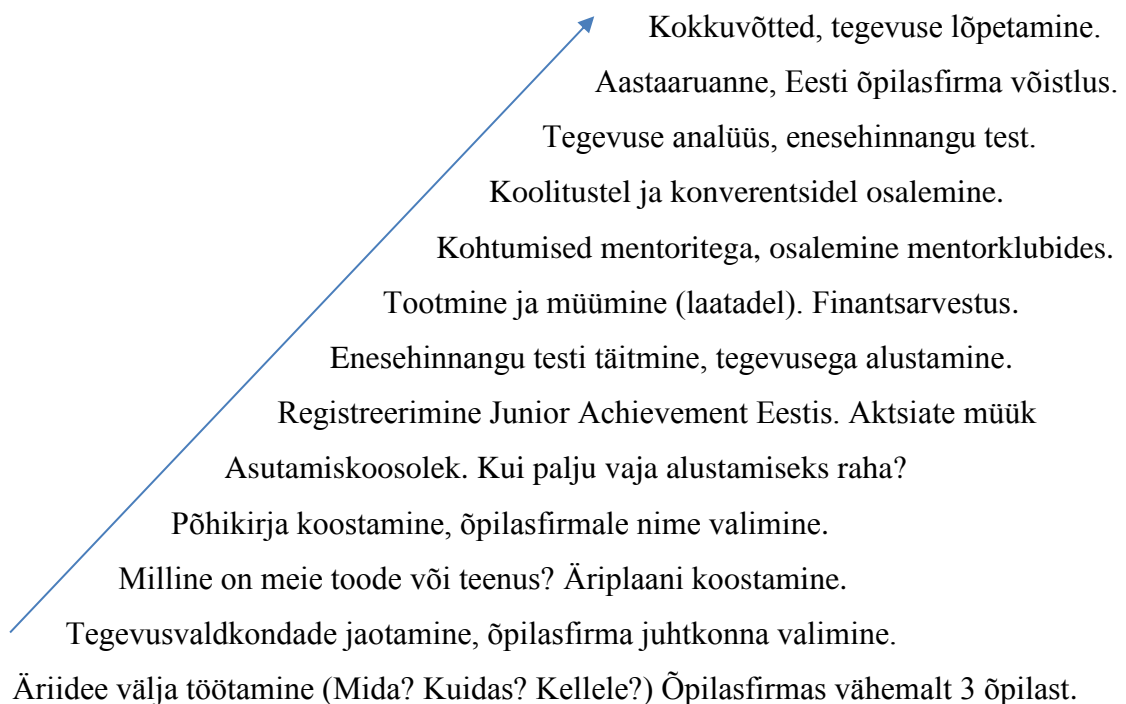 Kokkuvõtted, tegevuse lõpetamine.
Aastaaruanne, Eesti õpilasfirma võistlus.
Tegevuse analüüs, enesehinnangu test.
Koolitustel ja konverentsidel osalemine.
Kohtumised mentoritega, osalemine mentorklubides.
Tootmine ja müümine (laatadel). Finantsarvestus.
Enesehinnangu testi täitmine, tegevusega alustamine.
Registreerimine Junior Achievement Eestis. Aktsiate müük
Asutamiskoosolek. Kui palju vaja alustamiseks raha?
Põhikirja koostamine, õpilasfirmale nime valimine.
Milline on meie toode või teenus? Äriplaani koostamine.
Tegevusvaldkondade jaotamine, õpilasfirma juhtkonna valimine.
Äriidee välja töötamine (Mida? Kuidas? Kellele?) Õpilasfirmas vähemalt 3 õpilast.